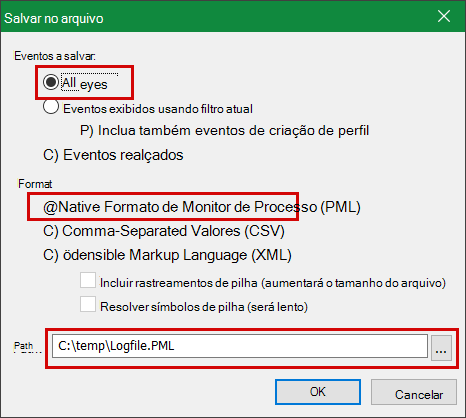 Salvar no arquivo
Eventos a salvar:
All eyes
Eventos exibidos usando filtro atual
P) Inclua também eventos de criação de perfil
C) Eventos realçados
Format
@Native Formato de Monitor de Processo (PML)
C) Comma-Separated Valores (CSV)
C) ödensible Markup Language (XML)
Incluir rastreamentos de pilha (aumentará o tamanho do arquivo)
Resolver símbolos de pilha (será lento)
Path C:\temp\Logfile.PML ...
OK Cancelar